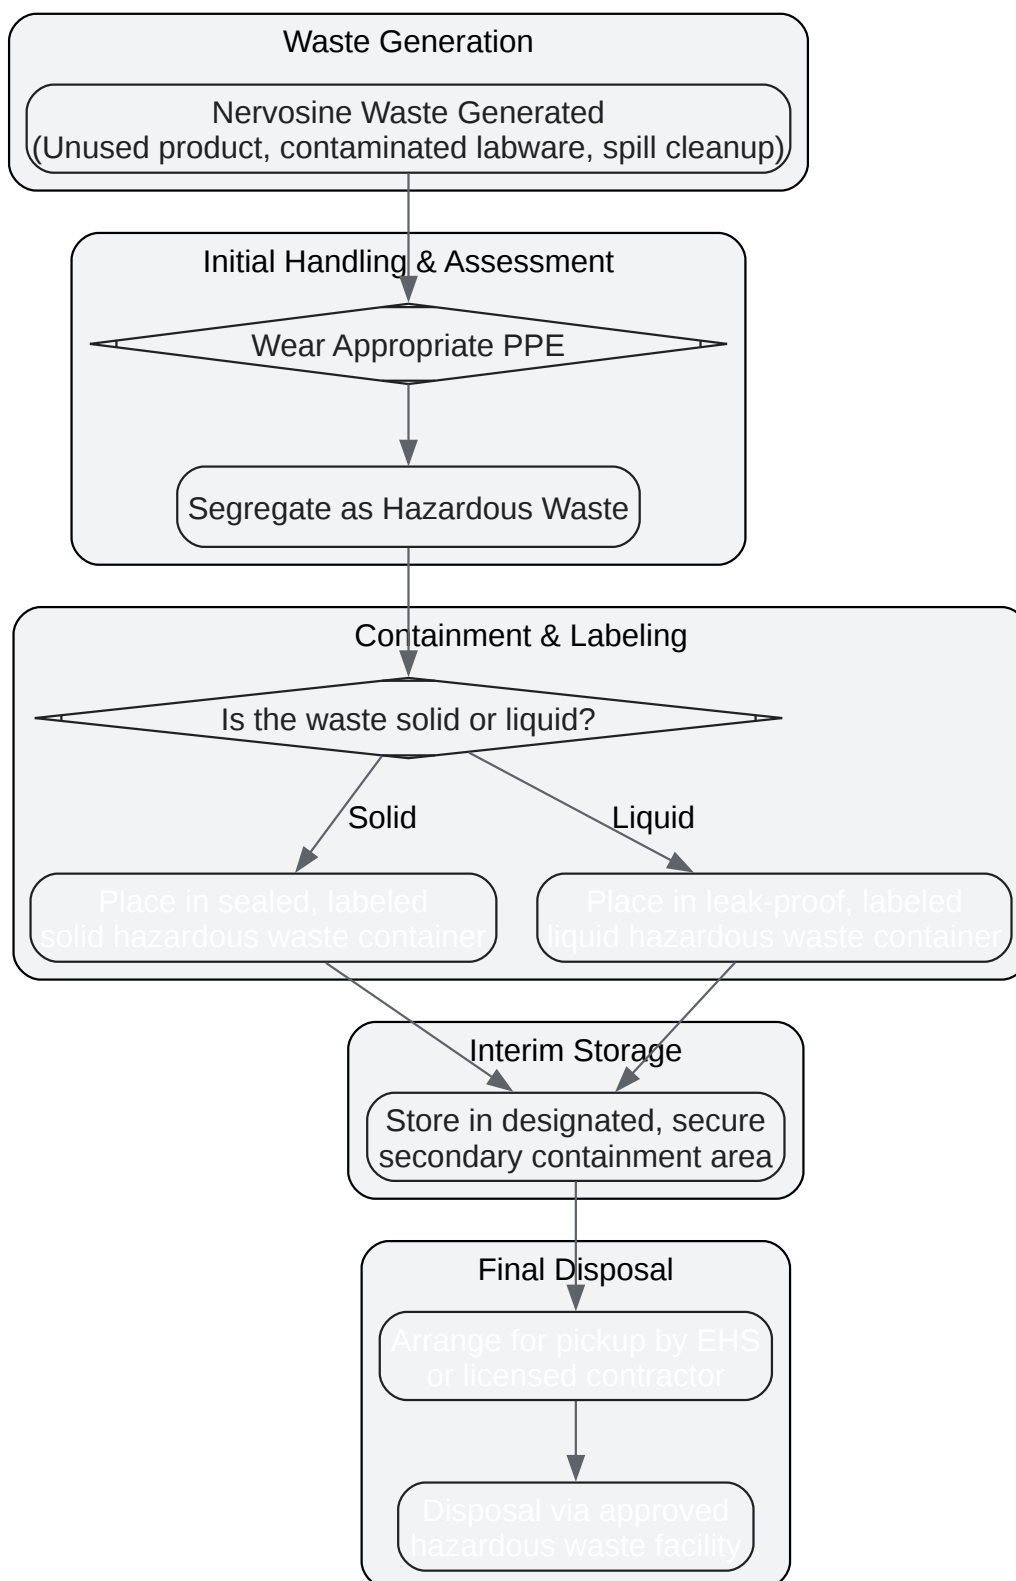 Waste Generation
Nervosine Waste Generated
(Unused product, contaminated labware, spill cleanup)
Initial Handling & Assessment
Wear Appropriate PPE
Segregate as Hazardous Waste
Containment & Labeling
Is the waste solid or liquid?
Solid
Liquid
Place in sealed, labeled
solid hazardous waste container
Place in leak-proof, labeled
liquid hazardous waste container
Interim Storage
Store in designated, secure
secondary containment area
Final Disposal
Arrange for pickup by EHS
or licensed contractor
Disposal via approved
hazardous waste facility